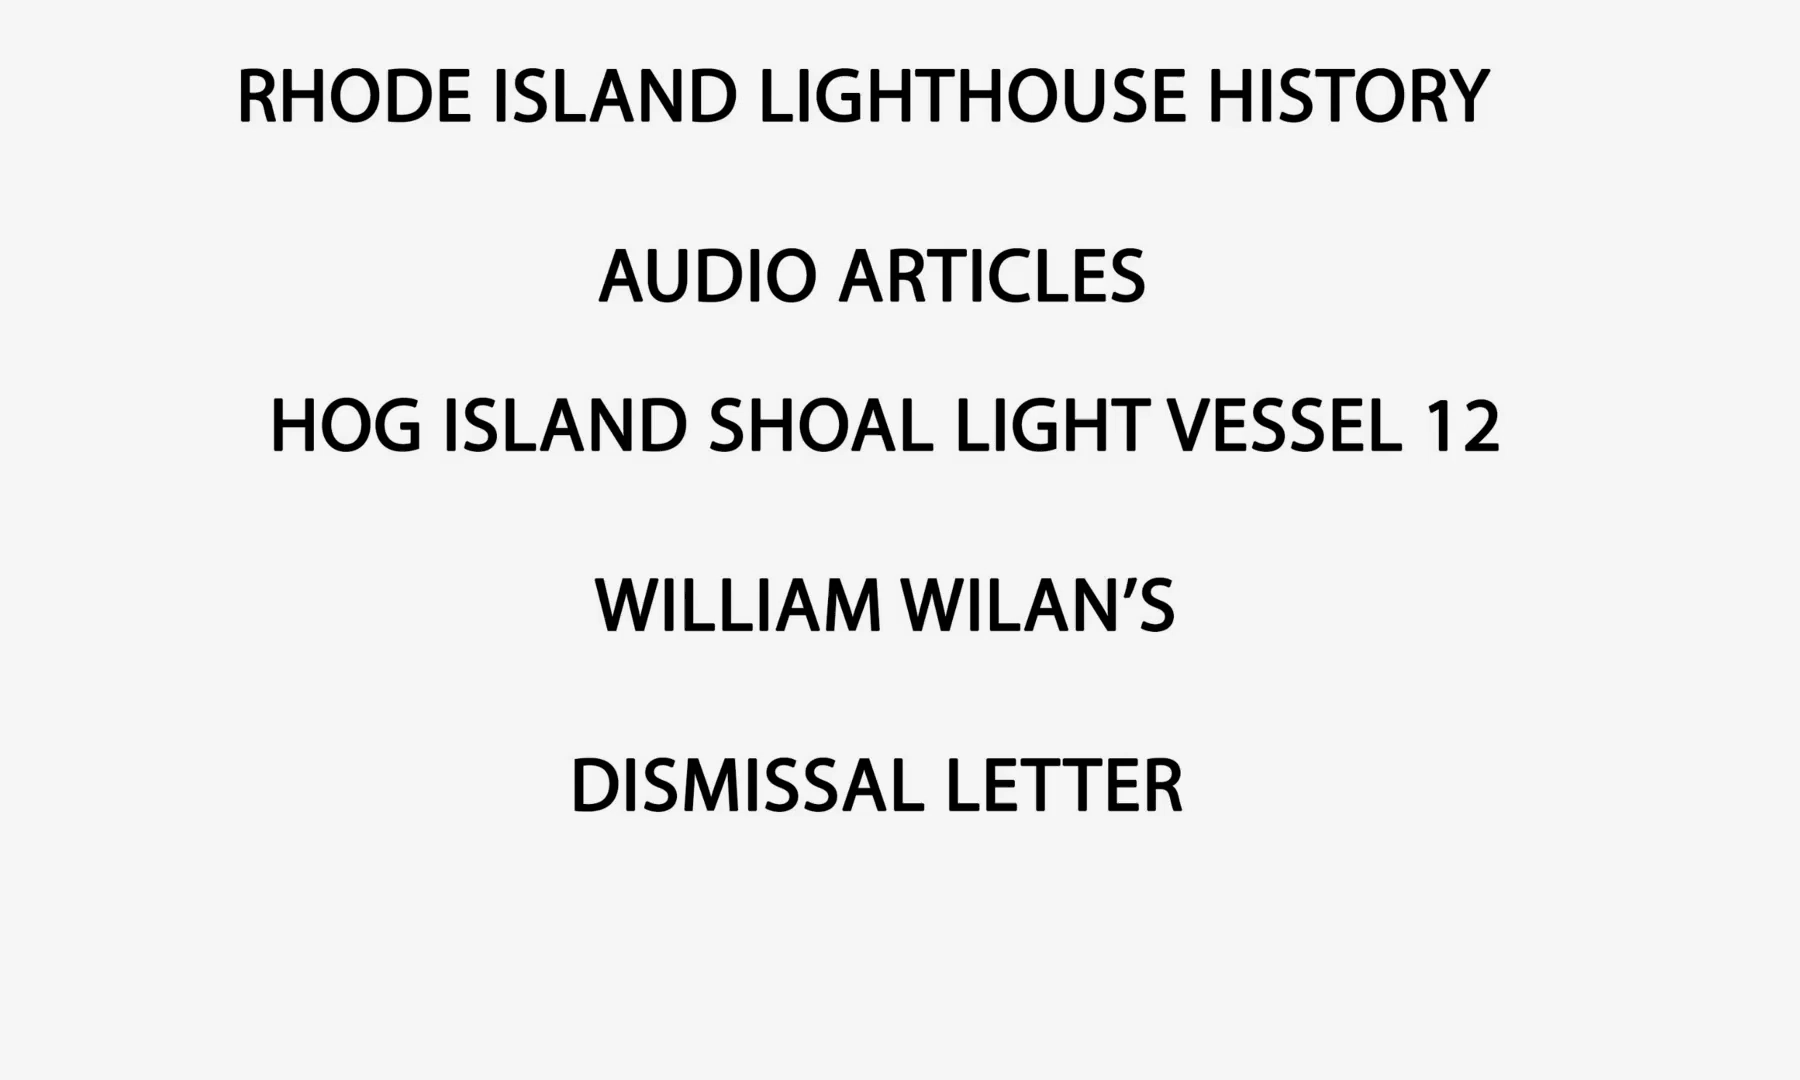 RHODE ISLAND LIGHTHOUSE HISTORY
AUDIO ARTICLES
HOG ISLAND SHOAL LIGHT VESSEL 12
WILLIAM WILAN’S
DISMISSAL LETTER